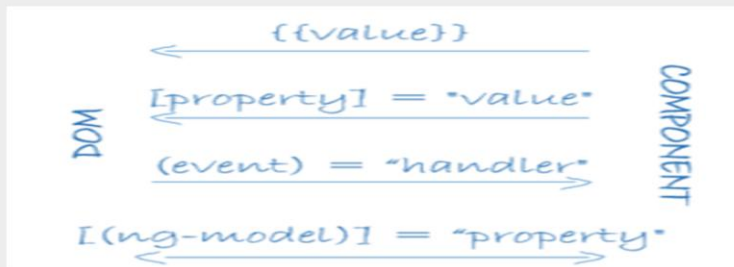 {{value}}
[property] = "value"
DOM
COMPONENT
(event) = "handler"
[(ng-model)] = "property"